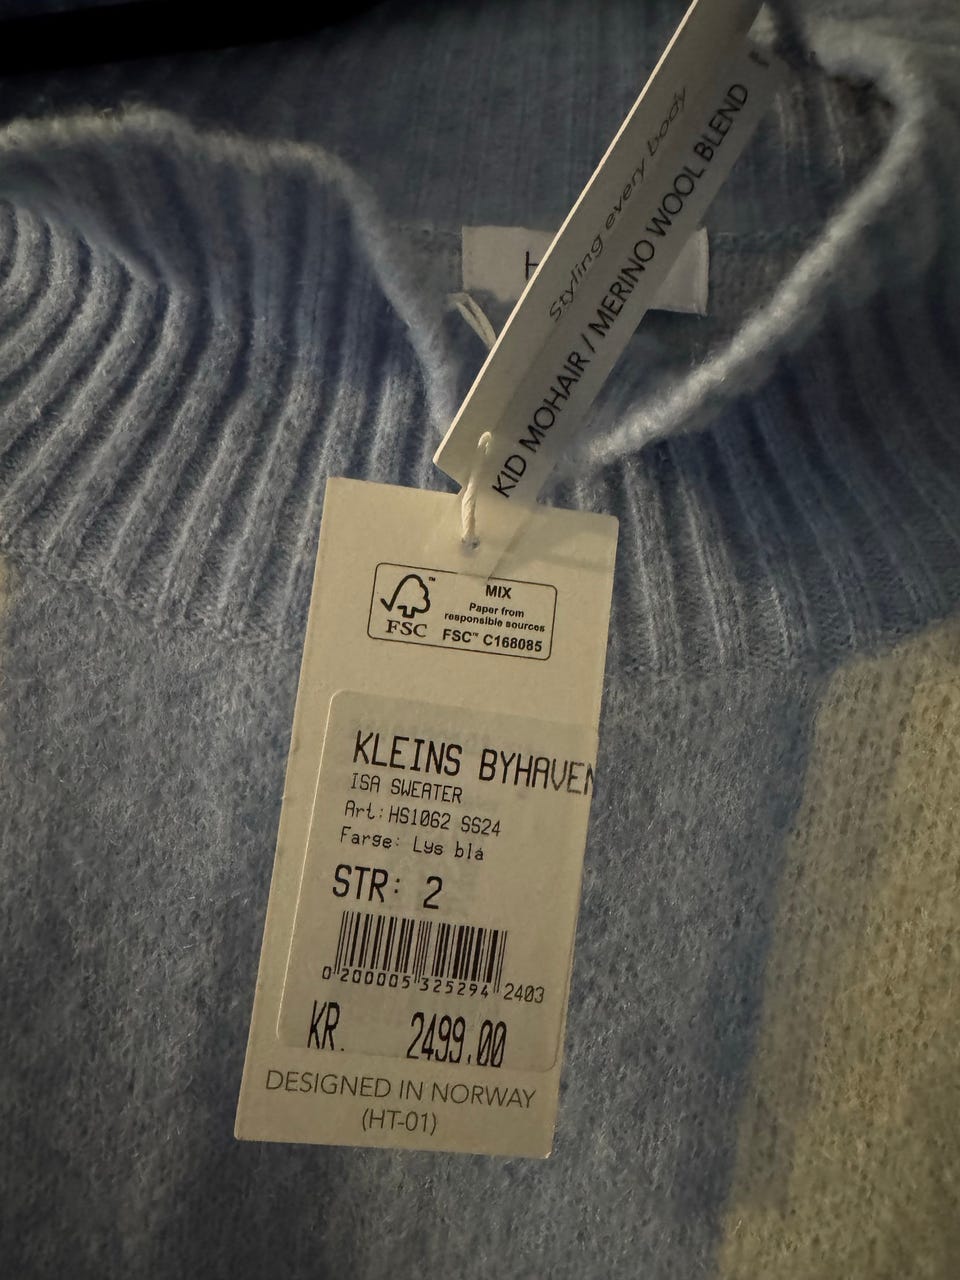 Styling every body
KID MOHAIR / MERINO WOOL BLEND
FSC™
MIX
Paper from
responsible sources
FSC™ C168085
KLEINS BYHAVEN
ISA SWEATER
Art:HS1062 SS24
Farge: Lys blå
STR: 2
0 200005 325294 2403
KR. 2499.00
DESIGNED IN NORWAY
(HT-01)